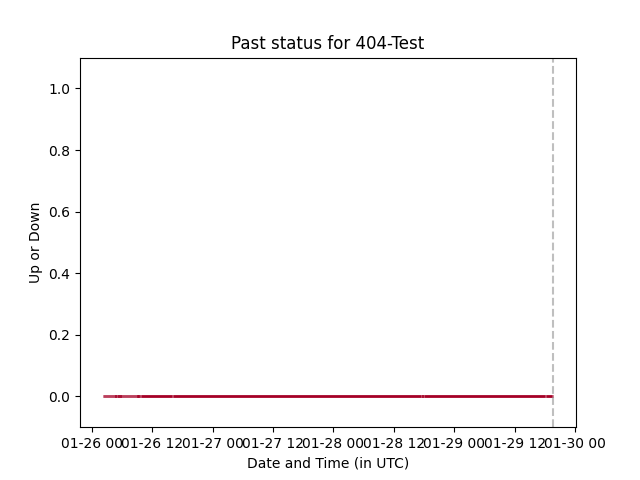 Past status for 404-Test
Up or Down
1.0
0.8
0.6
0.4
0.2
0.0
01-26 00 01-26 12 01-27 00 01-27 12 01-28 00 01-28 12 01-29 00 01-29 12 01-30 00
Date and Time (in UTC)